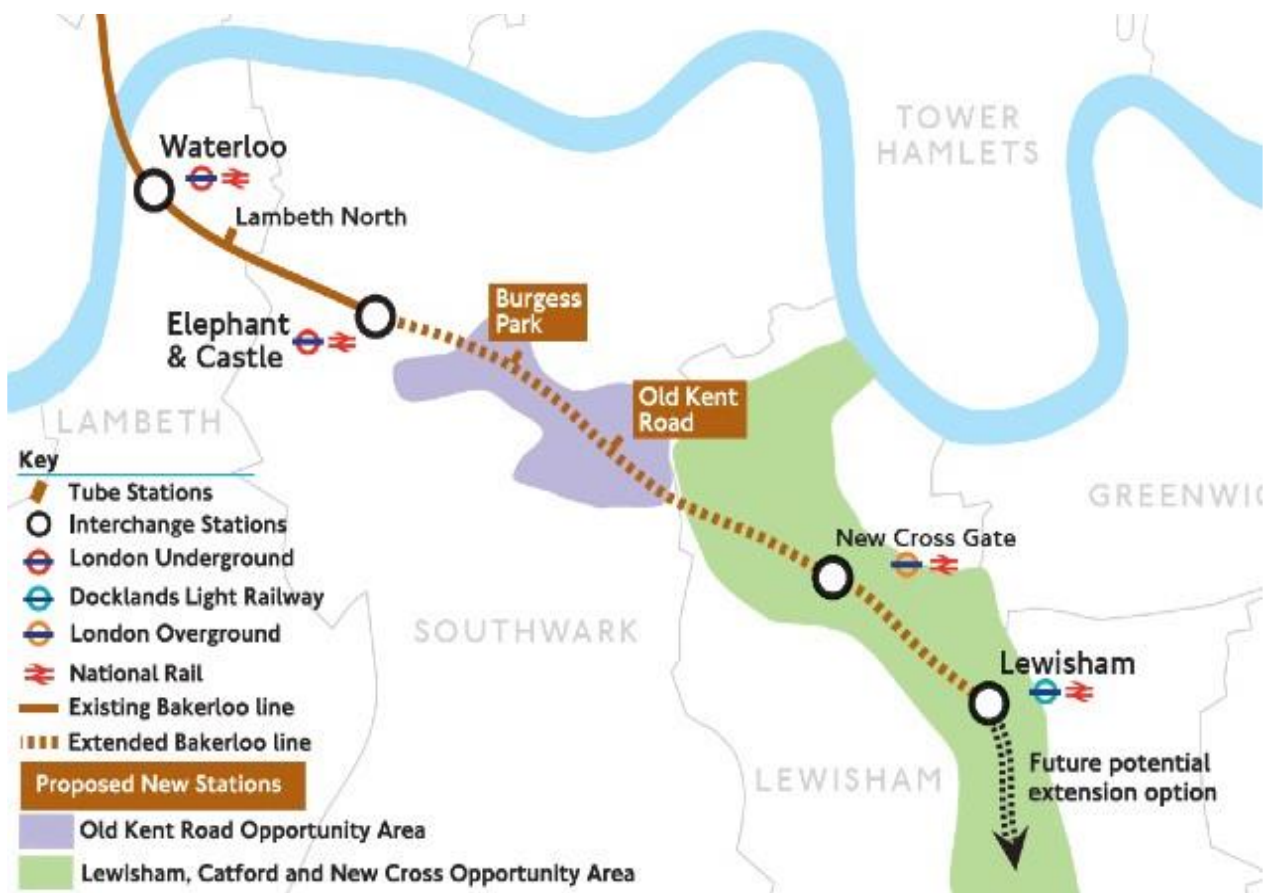 TOWER
HAMLETS
Waterloo
Lambeth North
Burgess
Park
Elephant
& Castle
Old Kent
Road
LAMBETH
GREENWIC
New Cross Gate
SOUTHWARK
Lewisham
LEWISHAM
Future potential
extension option
Key
Tube Stations
Interchange Stations
London Underground
Docklands Light Railway
London Overground
National Rail
Existing Bakerloo line
Extended Bakerloo line
Proposed New Stations
Old Kent Road Opportunity Area
Lewisham, Catford and New Cross Opportunity Area